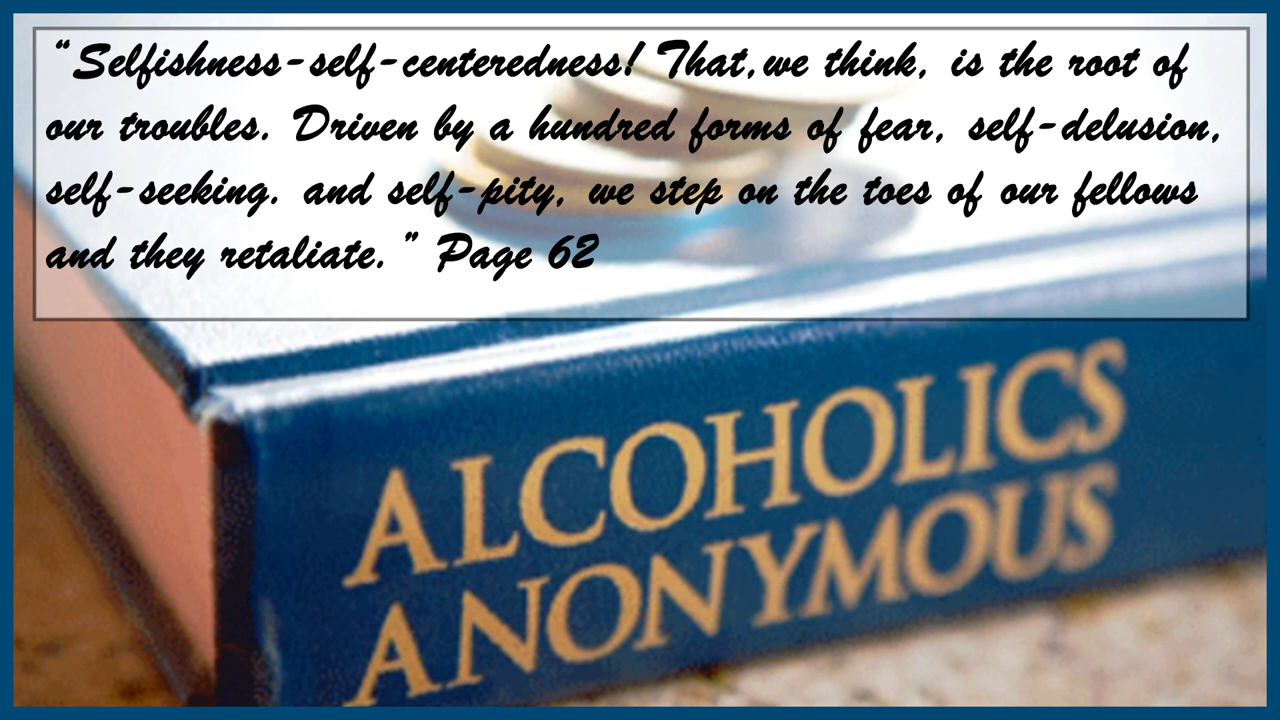 “Selfishness-self-centeredness! That,we think, is the root of
our troubles. Driven by a hundred forms of fear, self-delusion,
self-seeking. and self-pity, we step on the toes of our fellows
and they retaliate.” Page 62
ALCOHOLICS
ANONYMOUS